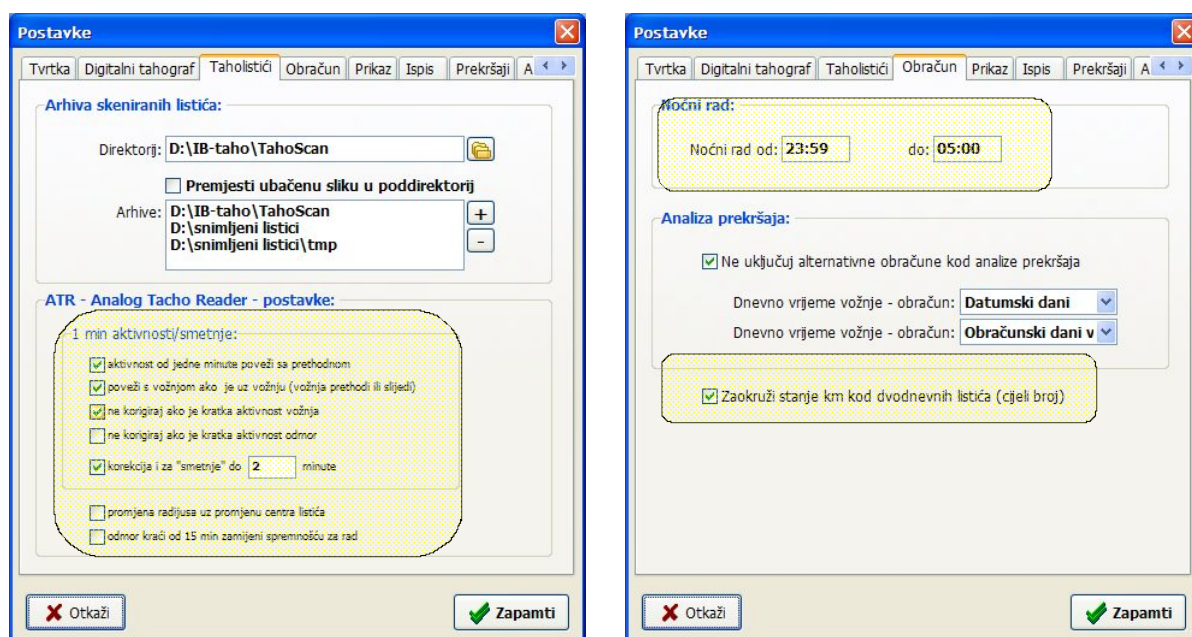 Postavke
Tvrtka Digitalni tahograf Taholistići Obračun Prikaz Ispis Prekršaji A
Arhiva skeniranih listića:
Direktorij: D:\IB-taho\TahoScan
Premjesti ubačenu sliku u poddirektorij
Arhive: D:\IB-taho\TahoScan
D:\snimljeni listici
D:\snimljeni listici\tmp
+
-
ATR - Analog Tacho Reader - postavke:
1 min aktivnosti/smetnje:
aktivnost od jedne minute poveži sa prethodnom
poveži s vožnjom ako je uz vožnju (vožnja prethodi ili slijedi)
ne korigiraj ako je kratka aktivnost vožnja
ne korigiraj ako je kratka aktivnost odmor
korekcija i za "smetnje" do 2 minute
promjena radijusa uz promjenu centra listića
odmor kraći od 15 min zamijeni spremnošću za rad
Otkaži Zapamti
Postavke
Tvrtka Digitalni tahograf Taholistići Obračun Prikaz Ispis Prekršaji A
Noćni rad:
Noćni rad od: 23:59 do: 05:00
Analiza prekršaja:
Ne uključuj alternativne obračune kod analize prekršaja
Dnevno vrijeme vožnje - obračun: Datumski dani
Dnevno vrijeme vožnje - obračun: Obračunski dani v
Zaokruži stanje km kod dvodnevnih listića (cijeli broj)
Otkaži Zapamti